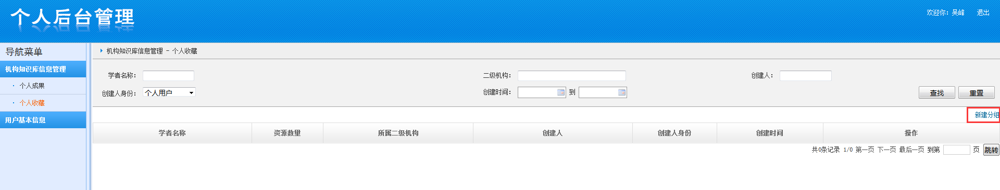 个人后台管理
欢迎你：吴峰 退出
导航菜单
机构知识库信息管理
个人成果
个人收藏
用户基本信息
机构知识库信息管理 - 个人收藏
学者名称： 二级机构： 创建人：
创建人身份： 个人用户 创建时间： 到 查找 重置
新建分组
学者名称 资源数量 所属二级机构 创建人 创建人身份 创建时间 操作
共0条记录 1/0 第一页 下一页 最后一页 到第 页 跳转